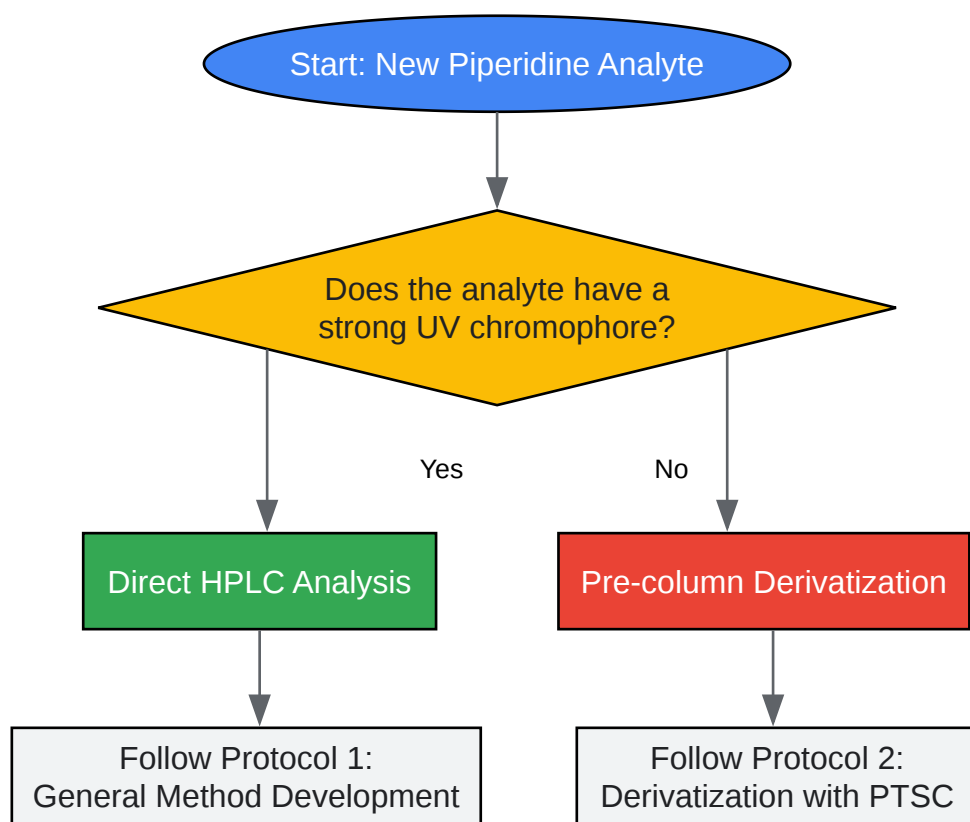 Start: New Piperidine Analyte
Does the analyte have a
strong UV chromophore?
Yes
No
Direct HPLC Analysis
Pre-column Derivatization
Follow Protocol 1:
General Method Development
Follow Protocol 2:
Derivatization with PTSC